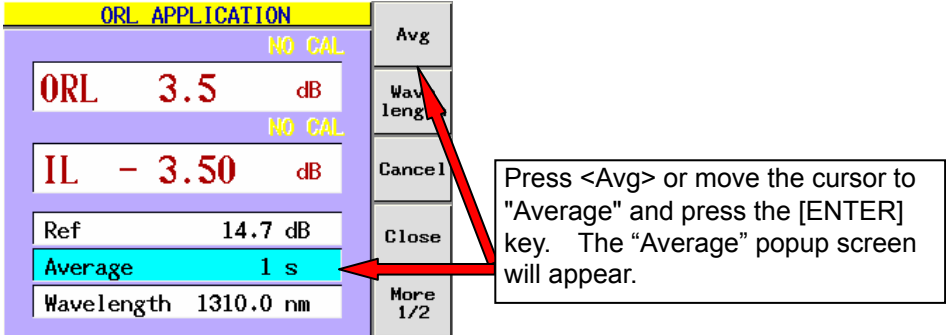 ORL APPLICATION
NO CAL
ORL 3.5 dB
NO CAL
IL - 3.50 dB
Ref 14.7 dB
Average 1 s
Wavelength 1310.0 nm
Avg
Cancel
Close
More
1/2
Press <Avg> or move the cursor to
"Average" and press the [ENTER]
key. The “Average” popup screen
will appear.